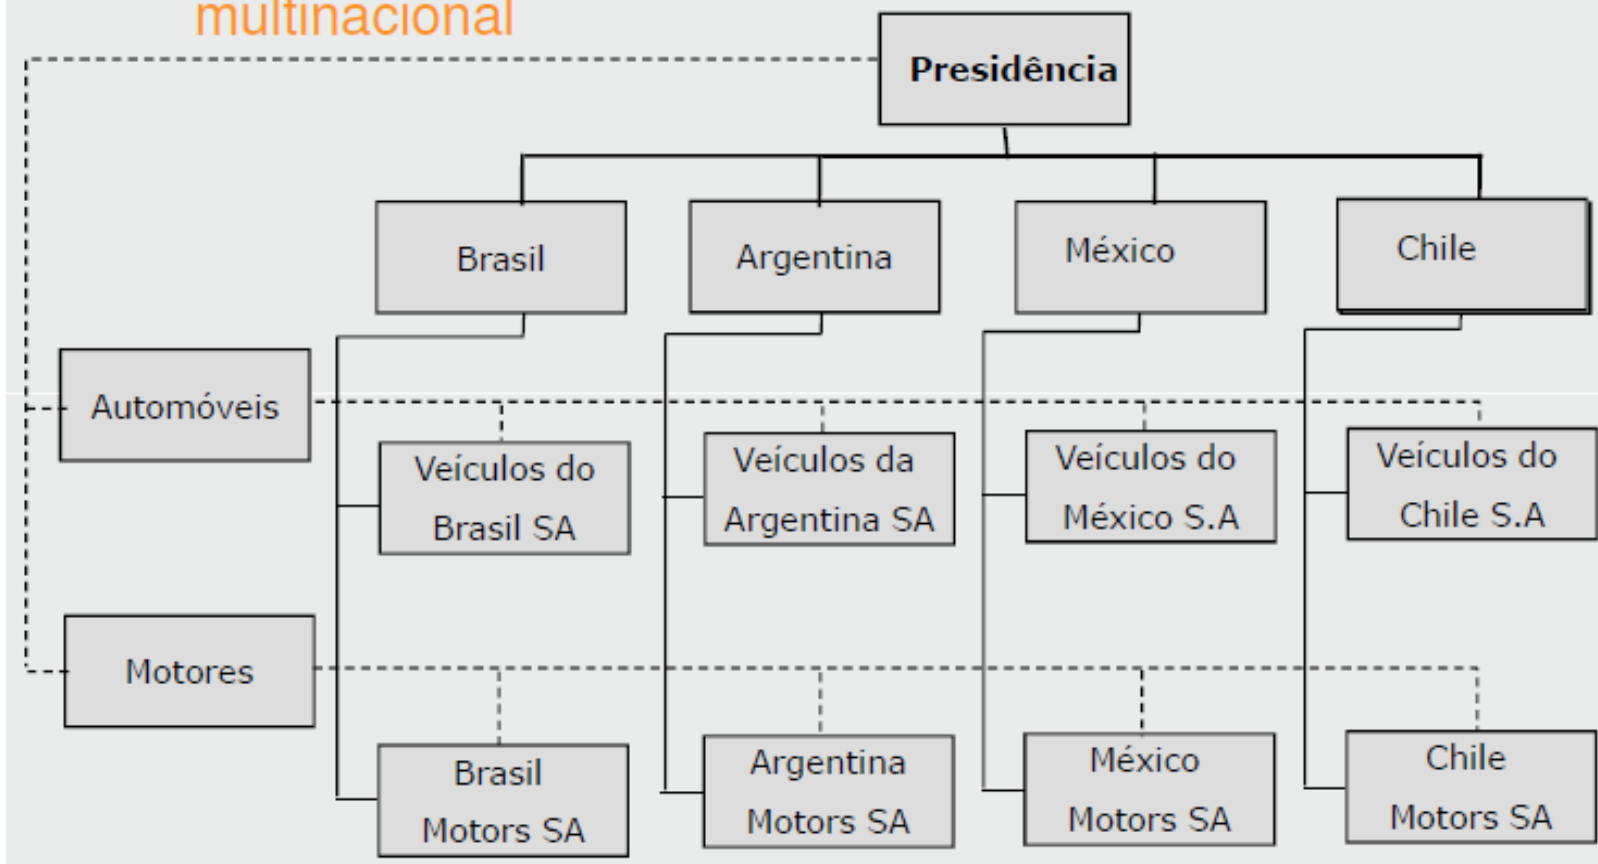 multinacional
Presidência
Brasil
Argentina
México
Chile
Automóveis
Veículos do
Brasil SA
Veículos da
Argentina SA
Veículos do
México S.A
Veículos do
Chile S.A
Motores
Brasil
Motors SA
Argentina
Motors SA
México
Motors SA
Chile
Motors SA